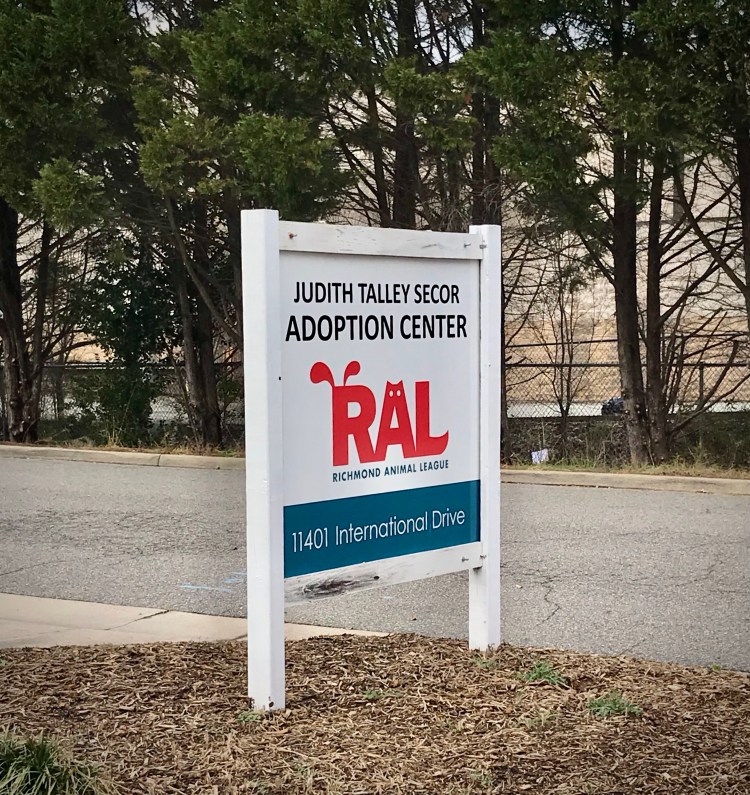 JUDITH TALLEY SECOR
ADOPTION CENTER
RAL
RICHMOND ANIMAL LEAGUE
11401 International Drive